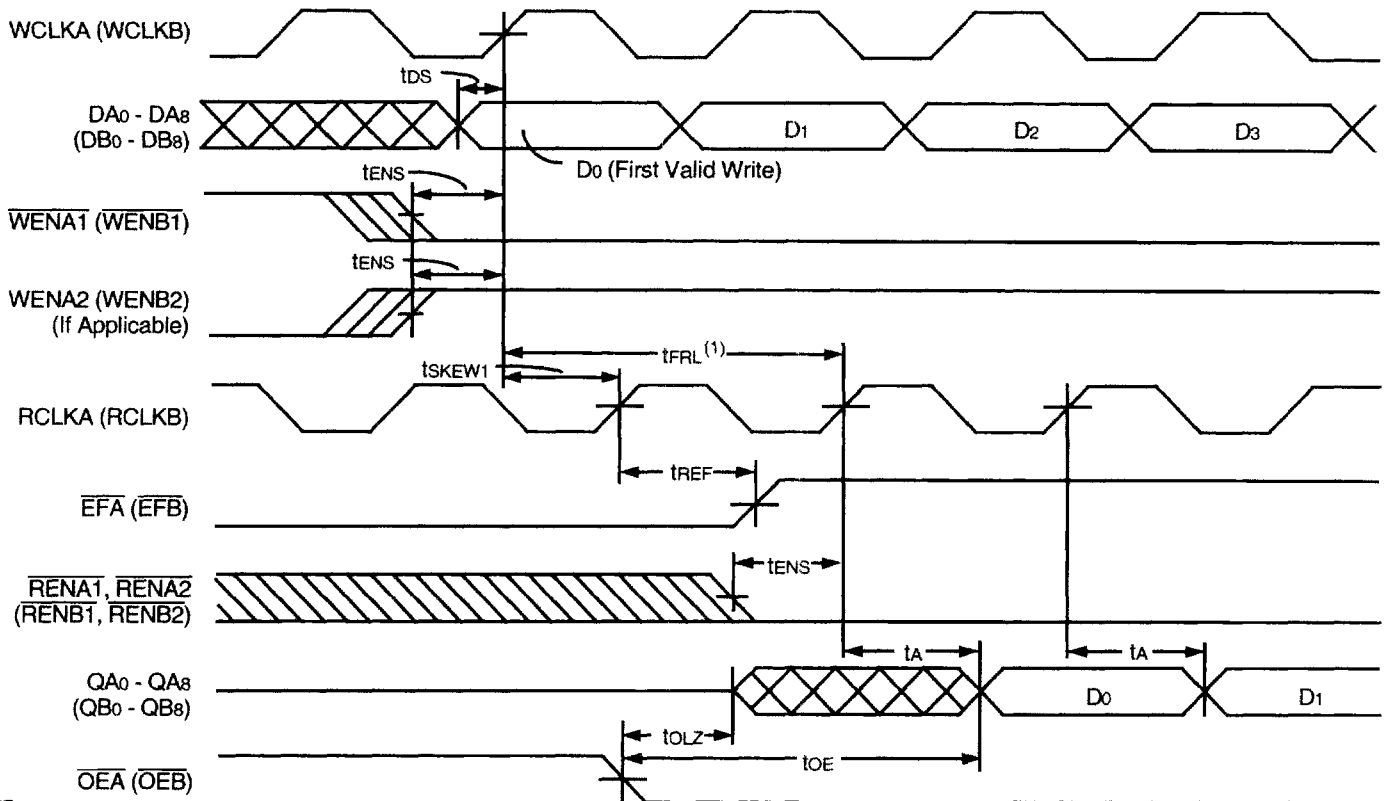 WCLKA (WCLKB)
tDS
DA0 - DA8
(DB0 - DB8)
D1
D2
D3
D0 (First Valid Write)
tENS
WENA1 (WENB1)
tENS
WENA2 (WENB2)
(If Applicable)
tFRL(1)
tSKEW1
RCLKA (RCLKB)
tREF
EFA (EFB)
tENS
RENA1, RENA2
(RENB1, RENB2)
tA
tA
QA0 - QA8
(QB0 - QB8)
D0
D1
tOLZ
tOE
OEA (OEB)